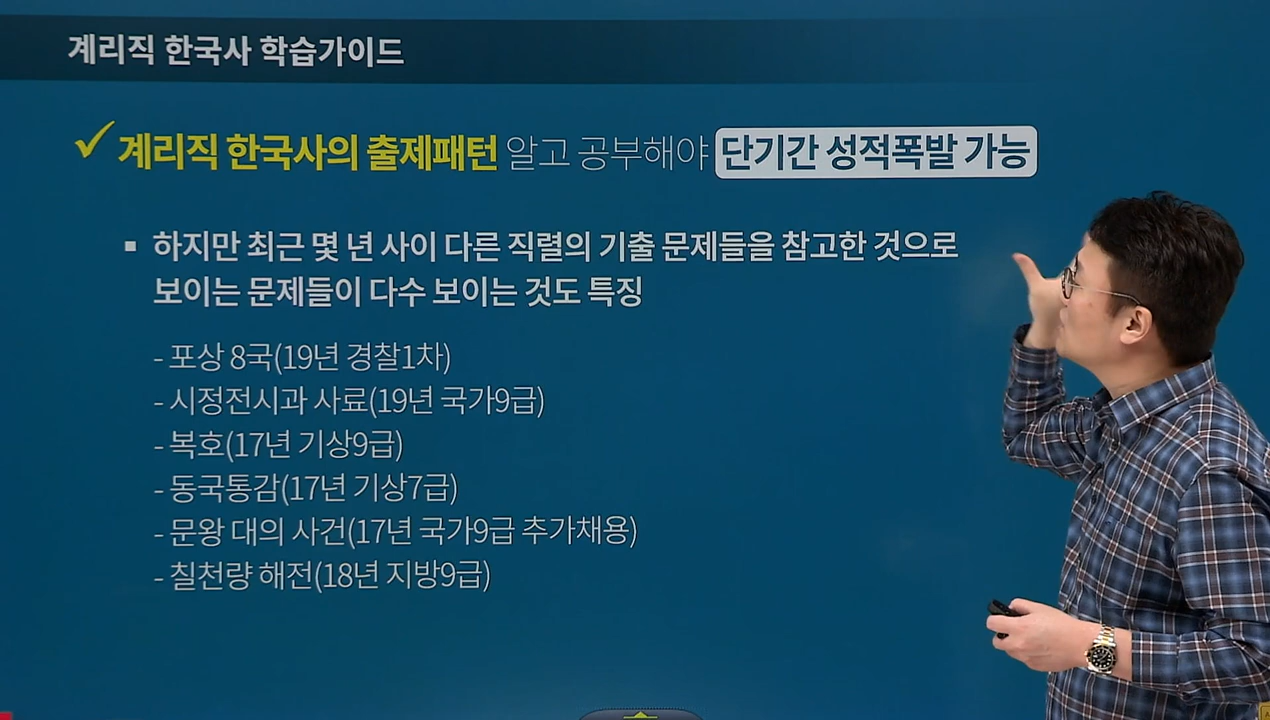 계리직 한국사 학습가이드
계리직 한국사의 출제패턴 알고 공부해야 단기간 성적폭발 가능
▪ 하지만 최근 몇 년 사이 다른 직렬의 기출 문제들을 참고한 것으로
보이는 문제들이 다수 보이는 것도 특징
- 포상 8국(19년 경찰1차)
- 시정전시과 사료(19년 국가9급)
- 복호(17년 기상9급)
- 동국통감(17년 기상7급)
- 문왕 대의 사건(17년 국가9급 추가채용)
- 칠천량 해전(18년 지방9급)